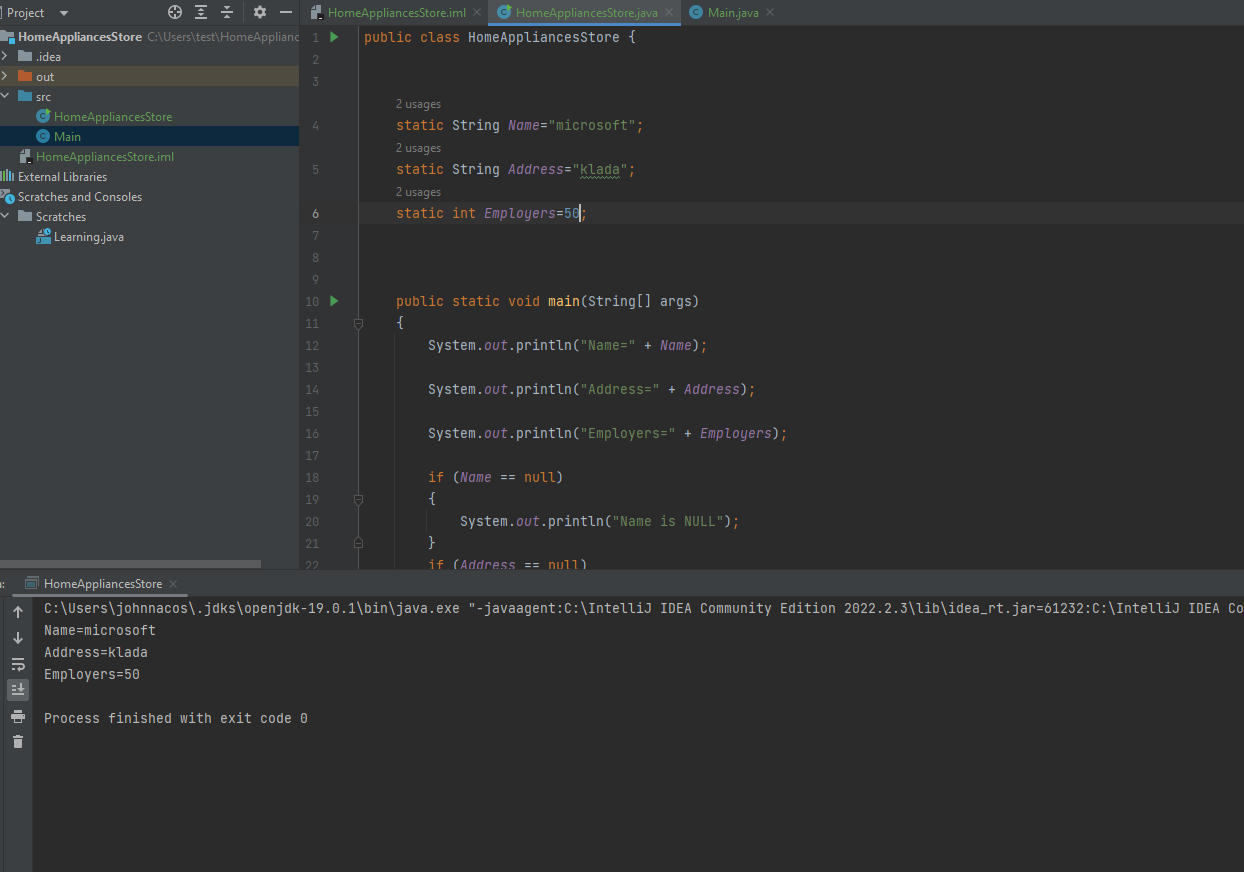 Project
HomeAppliancesStore.iml
HomeAppliancesStore.java
Main.java
HomeAppliancesStore C:\Users\test\HomeApplianc
.idea
out
src
HomeAppliancesStore
Main
HomeAppliancesStore.iml
External Libraries
Scratches and Consoles
Scratches
Learning.java
1 public class HomeAppliancesStore {
2
3
2 usages
4 static String Name="microsoft";
2 usages
5 static String Address="klada";
2 usages
6 static int Employers=50;
7
8
9
10 public static void main(String[] args)
11 {
12 System.out.println("Name=" + Name);
13
14 System.out.println("Address=" + Address);
15
16 System.out.println("Employers=" + Employers);
17
18 if (Name == null)
19 {
20 System.out.println("Name is NULL");
21 }
22 if (Address == null)
HomeAppliancesStore
C:\Users\johnnacos\.jdks\openjdk-19.0.1\bin\java.exe "-javaagent:C:\IntelliJ IDEA Community Edition 2022.2.3\lib\idea_rt.jar=61232:C:\IntelliJ IDEA Co
Name=microsoft
Address=klada
Employers=50
Process finished with exit code 0